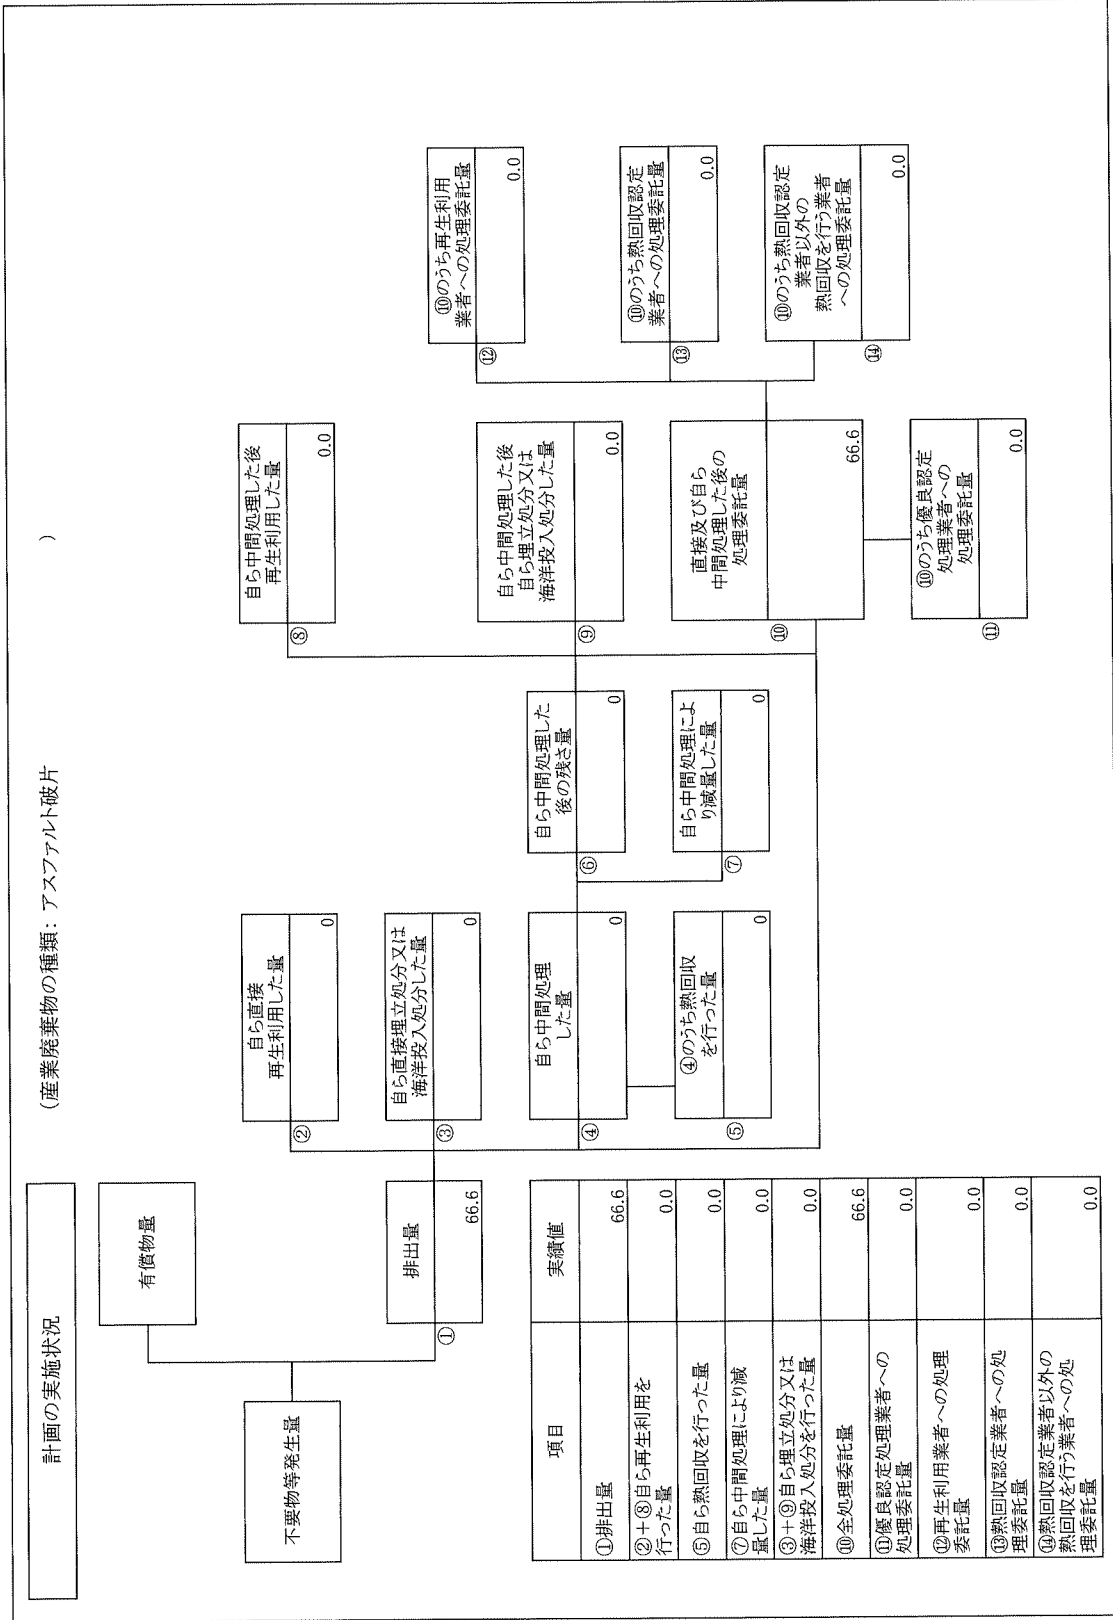 計画の実施状況
(産業廃棄物の種類：アスファルト破片　)
不要物等発生量
有償物量
排出量
①
66.6
自ら直接
再生利用した量
②
0
自ら直接埋立処分又は
海洋投入処分した量
③
0
自ら中間処理
した量
④
0
④のうち熱回収
を行った量
⑤
0
自ら中間処理した
後の残さ量
⑥
0
自ら中間処理によ
り減量した量
⑦
0
自ら中間処理した後
再生利用した量
⑧
0.0
自ら中間処理した後
自ら埋立処分又は
海洋投入処分した量
⑨
0.0
直接及び自ら
中間処理した後の
処理委託量
⑩
66.6
⑩のうち優良認定
処理業者への
処理委託量
⑪
0.0
⑩のうち再生利用
業者への処理委託量
⑫
0.0
⑩のうち熱回収認定
業者への処理委託量
⑬
0.0
⑩のうち熱回収認定
業者以外の
熱回収を行う業者
への処理委託量
⑭
0.0
項目　実績値
①排出量　66.6
②＋⑧自ら再生利用を
行った量　0.0
⑤自ら熱回収を行った量　0.0
⑦自ら中間処理により減
量した量　0.0
③＋⑨自ら埋立処分又は
海洋投入処分を行った量　0.0
⑩全処理委託量　66.6
⑪優良認定処理業者への
処理委託量　0.0
⑫再生利用業者への処理
委託量　0.0
⑬熱回収認定業者への処
理委託量　0.0
⑭熱回収認定業者以外の
熱回収を行う業者への処
理委託量　0.0